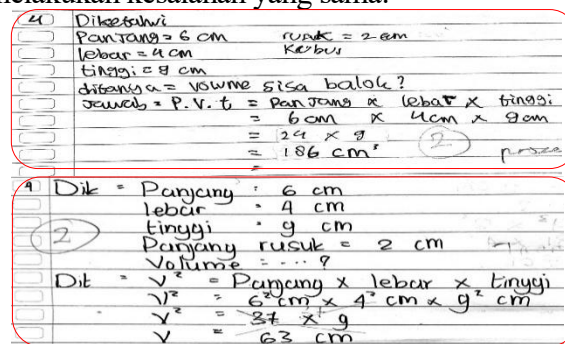 melakukan kesalahan yang sama.
4 Diketahui
Panjang = 6 cm rusuk = 2 cm
lebar = 4 cm Kubus
tinggi = 9 cm
ditanya = volume sisa balok?
Jawab = P.V.t = Panjang x lebar x tinggi
= 6 cm x 4cm x 9 cm
= 24 x 9
= 186 cm³ 2
=
4 Dik = Panjang : 6 cm
lebar : 4 cm
tinggi : 9 cm
2 Panjang rusuk = 2 cm
Volume = .... ?
Dit = V² = Panjang x lebar x tinggi
V² = 6² cm x 4² cm x 9² cm
V² = 37 x 9
V = 63 cm